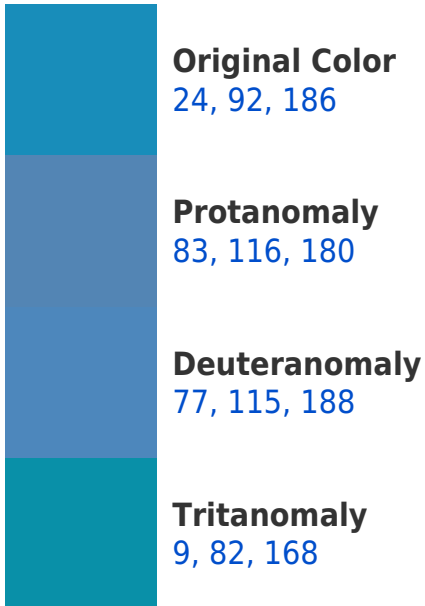 Original Color
24, 92, 186
Protanomaly
83, 116, 180
Deuteranomaly
77, 115, 188
Tritanomaly
9, 82, 168